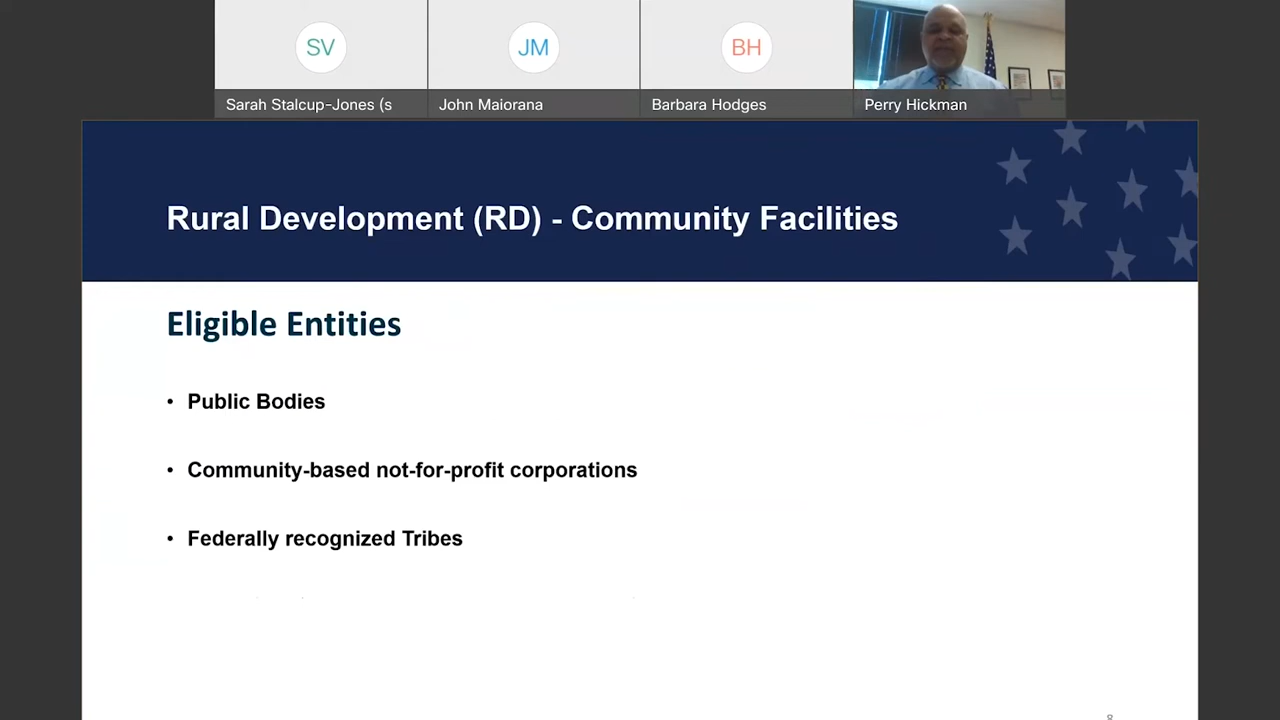 SV
JM
BH
Sarah Stalcup-Jones (s
John Maiorana
Barbara Hodges
Perry Hickman
Rural Development (RD) - Community Facilities
Eligible Entities
• Public Bodies
• Community-based not-for-profit corporations
• Federally recognized Tribes
8